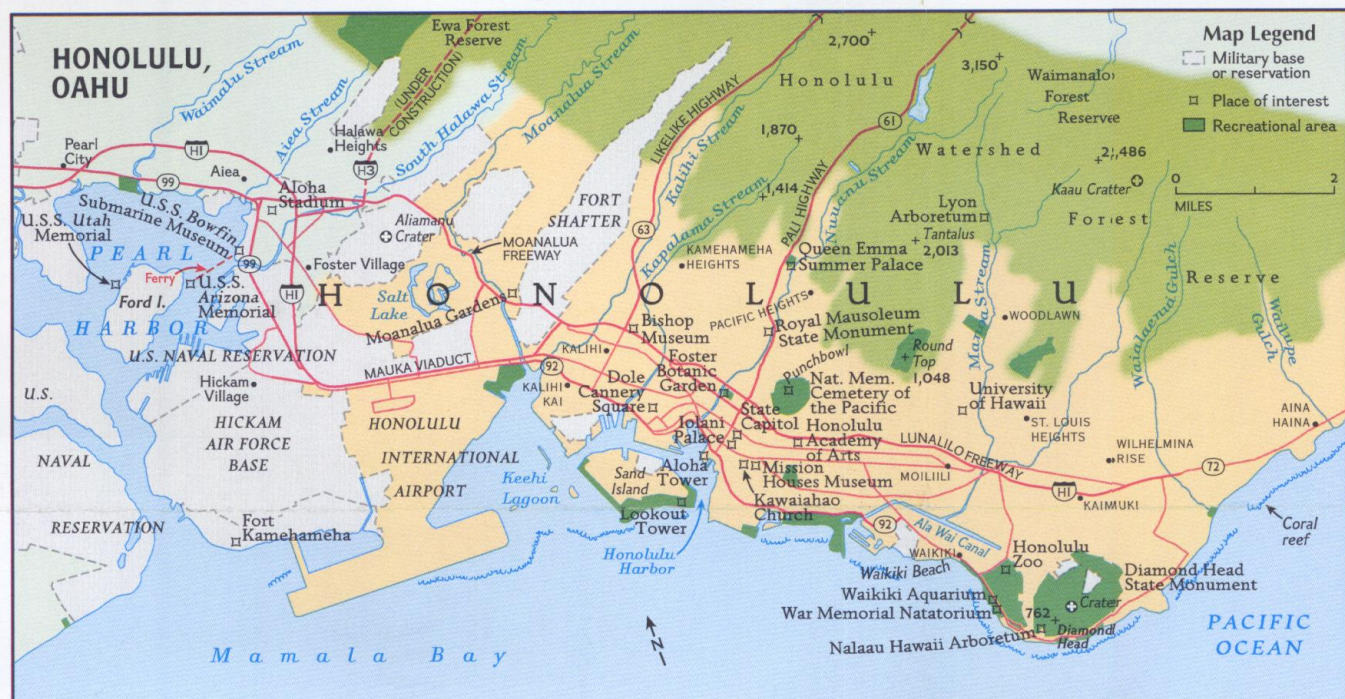 HONOLULU,
OAHU
Ewa Forest
Reserve
(UNDER
CONSTRUCTION)
Waimalu Stream
Aiea Stream
South Halawa Stream
Moanalua Stream
Halawa
Heights
Pearl
City
H1
99
Aiea
H3
Aloha
Stadium
U.S.S. Bowfin
Submarine Museum
U.S.S. Utah
Memorial
PEARL
HARBOR
Ferry
99
Ford I.
U.S.S.
Arizona
Memorial
H1
Foster Village
Aliamanu
Crater
MOANALUA
FREEWAY
FORT
SHAFTER
Salt
Lake
Moanalua Gardens
HONOLULU
LIKELIKE HIGHWAY
Kalihi Stream
63
Kapalama Stream
KAMEHAMEHA
HEIGHTS
2,700
Honolulu
1,870
1,414
61
PALI HIGHWAY
Nuuanu Stream
3,150
Waimanalo
Forest
Reserve
Watershed
2,486
Kaau Crater
Lyon
Arboretum
Tantalus
2,013
Forest
Reserve
Queen Emma
Summer Palace
PACIFIC HEIGHTS
Royal Mausoleum
State Monument
Manoa Stream
WOODLAWN
Waialaenui Gulch
Wailupe
Gulch
Map Legend
Military base
or reservation
Place of interest
Recreational area
0
2
MILES
U.S. NAVAL RESERVATION
MAUKA VIADUCT
92
KALIHI
KALIHI
KAI
Bishop
Museum
Foster
Botanic
Garden
Dole
Cannery
Square
Punchbowl
Nat. Mem.
Cemetery of
the Pacific
Round
Top
1,048
University
of Hawaii
ST. LOUIS
HEIGHTS
AINA
HAINA
U.S.
NAVAL
RESERVATION
Hickam
Village
HICKAM
AIR FORCE
BASE
HONOLULU
INTERNATIONAL
AIRPORT
Iolani
Palace
State
Capitol
Honolulu
Academy
of Arts
LUNALILO FREEWAY
WILHELMINA
RISE
72
Keehi
Lagoon
Sand
Island
Aloha
Tower
Mission
Houses Museum
MOILIILI
H1
KAIMUKI
Lookout
Tower
Kawaiahao
Church
Fort
Kamehameha
Honolulu
Harbor
92
Ala Wai Canal
Coral
reef
WAIKIKI
Waikiki Beach
Honolulu
Zoo
Diamond Head
State Monument
Waikiki Aquarium
War Memorial Natatorium
762
Crater
Diamond
Head
Nalaau Hawaii Arboretum
N
Mamala Bay
PACIFIC
OCEAN